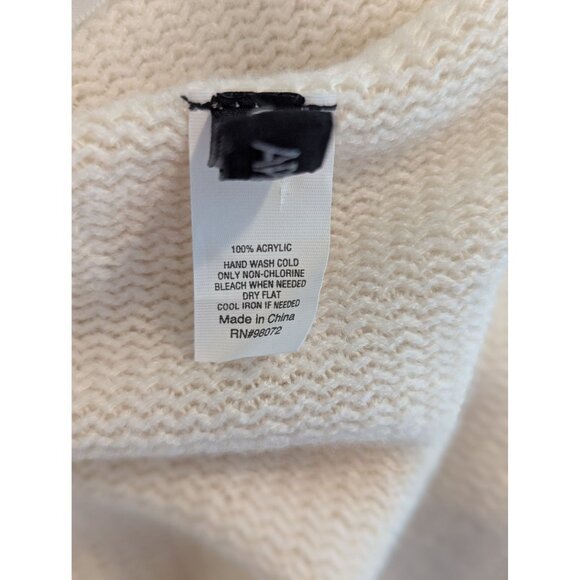 100% ACRYLIC
HAND WASH COLD
ONLY NON-CHLORINE
BLEACH WHEN NEEDED
DRY FLAT
COOL IRON IF NEEDED
Made in China
RN#98072